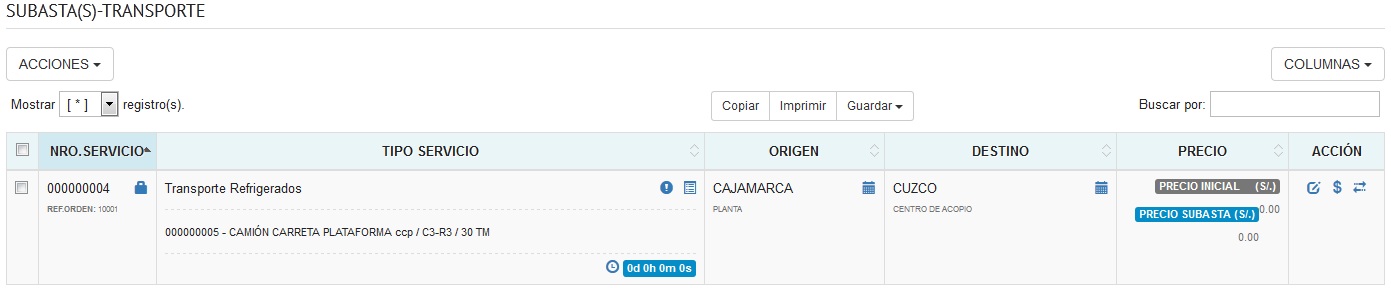 SUBASTA(S)-TRANSPORTE
ACCIONES
COLUMNAS
Mostrar [ * ] registro(s).
Copiar Imprimir Guardar
Buscar por:
NRO.SERVICIO TIPO SERVICIO ORIGEN DESTINO PRECIO ACCIÓN
000000004
REF.ORDEN: 10001
Transporte Refrigerados
000000005 - CAMIÓN CARRETA PLATAFORMA ccp / C3-R3 / 30 TM
0d 0h 0m 0s
CAJAMARCA
PLANTA
CUZCO
CENTRO DE ACOPIO
PRECIO INICIAL (S/.)
0.00
PRECIO SUBASTA (S/.)
0.00
$